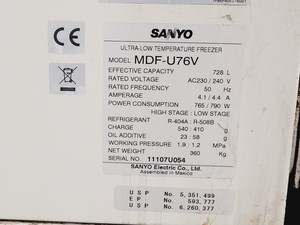 SANYO
ULTRA-LOW TEMPERATURE FREEZER
MODEL MDF-U76V
EFFECTIVE CAPACITY 728 L
RATED VOLTAGE AC230 / 240 V
RATED FREQUENCY 50 Hz
AMPERAGE 4.1 / 4.4 A
POWER CONSUMPTION 765 / 790 W
HIGH STAGE : LOW STAGE
REFRIGERANT R-404A : R-508B
CHARGE 540 : 410 g
OIL ADDITIVE 23 : 58 g
WORKING PRESSURE 1.9 : 1.2 MPa
NET WEIGHT 360 Kg
SERIAL NO. 11107U054
SANYO Electric Co., Ltd.
Assembled in Mexico
USP No. 5, 351, 499
EP No. 593, 777
USP No. 6, 260, 377
CE